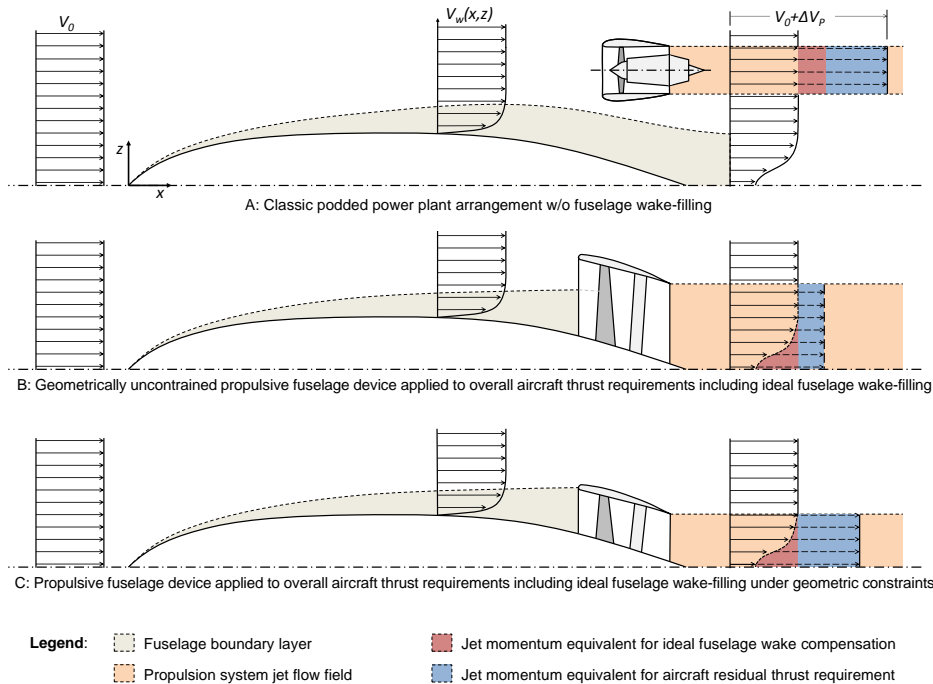 V0
Vw(x,z)
V0+ΔVP
z
x
A: Classic podded power plant arrangement w/o fuselage wake-filling
B: Geometrically uncontrained propulsive fuselage device applied to overall aircraft thrust requirements including ideal fuselage wake-filling
C: Propulsive fuselage device applied to overall aircraft thrust requirements including ideal fuselage wake-filling under geometric constraints
Legend:
Fuselage boundary layer
Jet momentum equivalent for ideal fuselage wake compensation
Propulsion system jet flow field
Jet momentum equivalent for aircraft residual thrust requirement